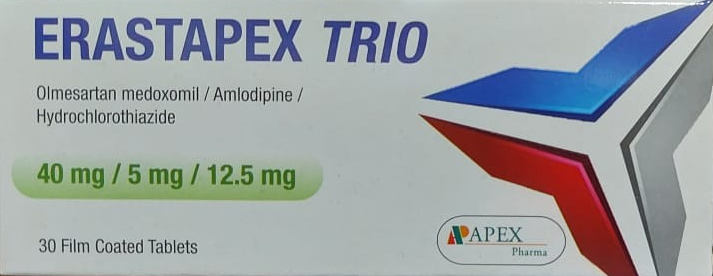 ERASTAPEX TRIO
Olmesartan medoxomil / Amlodipine /
Hydrochlorothiazide
40 mg / 5 mg / 12.5 mg
30 Film Coated Tablets
APEX
Pharma